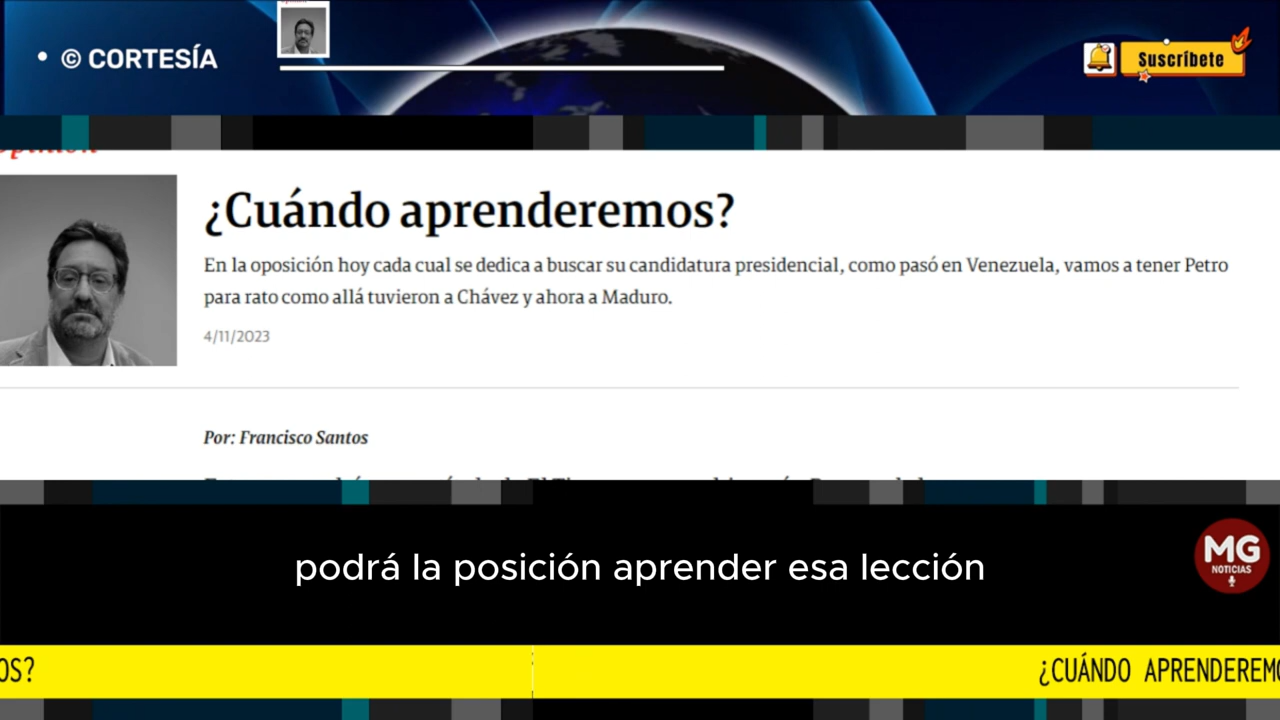 • © CORTESÍA
Suscríbete
Opinión
¿Cuándo aprenderemos?
En la oposición hoy cada cual se dedica a buscar su candidatura presidencial, como pasó en Venezuela, vamos a tener Petro
para rato como allá tuvieron a Chávez y ahora a Maduro.
4/11/2023
Por: Francisco Santos
podrá la posición aprender esa lección
MG
NOTICIAS
OS?
¿CUÁNDO APRENDEREMO